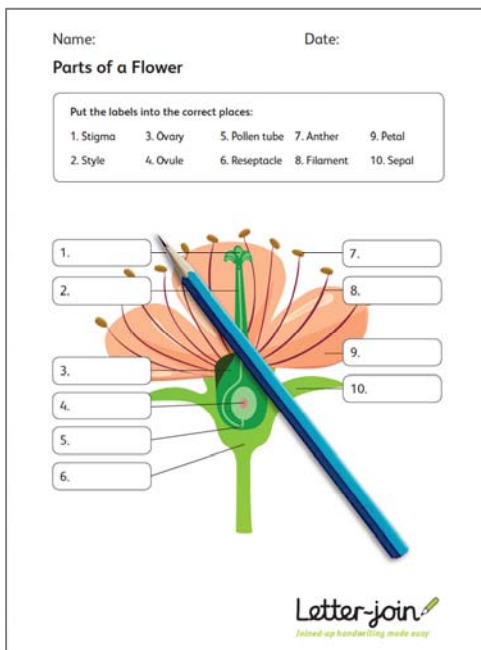 Name: Date:
Parts of a Flower
Put the labels into the correct places:
1. Stigma 3. Ovary 5. Pollen tube 7. Anther 9. Petal
2. Style 4. Ovule 6. Reseptacle 8. Filament 10. Sepal
1. 7.
2. 8.
3. 9.
4. 10.
5.
6.
Letter-join
Joined-up handwriting made easy